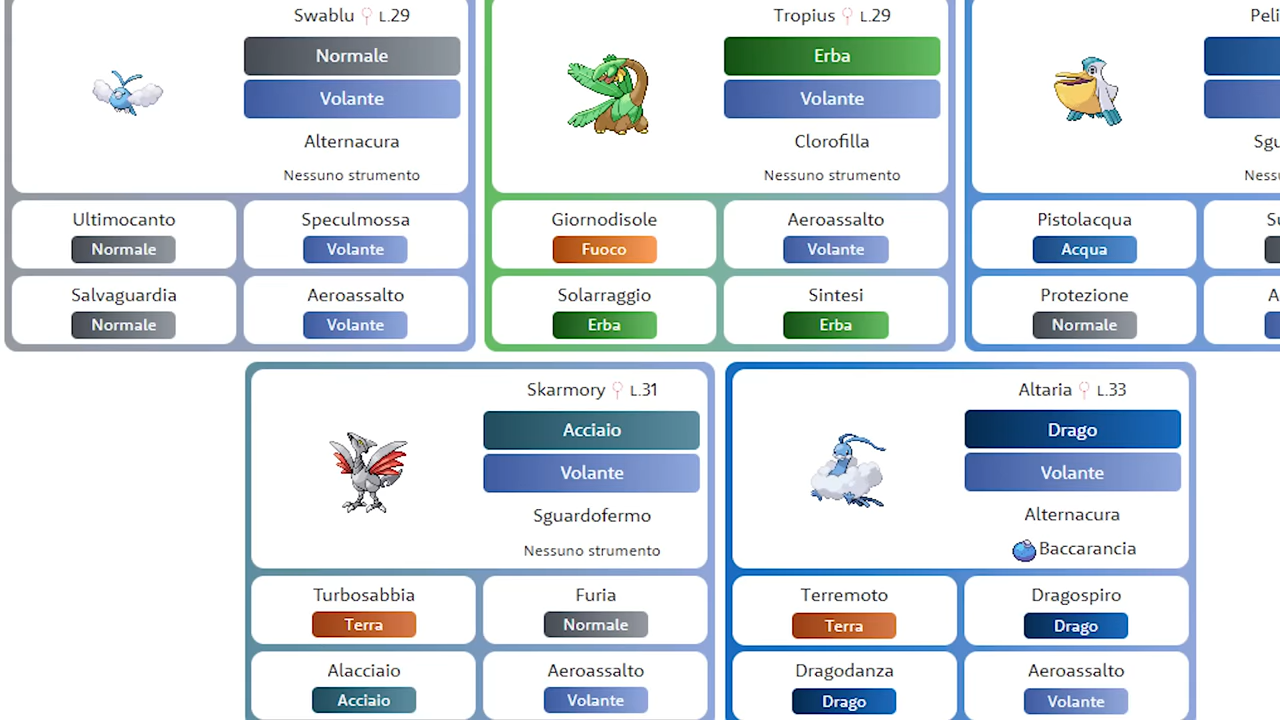 Swablu ♀ L.29
Normale
Volante
Alternacura
Nessuno strumento
Ultimocanto
Normale
Speculmossa
Volante
Salvaguardia
Normale
Aeroassalto
Volante
Tropius ♀ L.29
Erba
Volante
Clorofilla
Nessuno strumento
Giornodisole
Fuoco
Aeroassalto
Volante
Solarraggio
Erba
Sintesi
Erba
Peli
Sgu
Ness
Pistolacqua
Acqua
Protezione
Normale
Skarmory ♀ L.31
Acciaio
Volante
Sguardofermo
Nessuno strumento
Turbosabbia
Terra
Furia
Normale
Alacciaio
Acciaio
Aeroassalto
Volante
Altaria ♀ L.33
Drago
Volante
Alternacura
Baccarancia
Terremoto
Terra
Dragospiro
Drago
Dragodanza
Drago
Aeroassalto
Volante